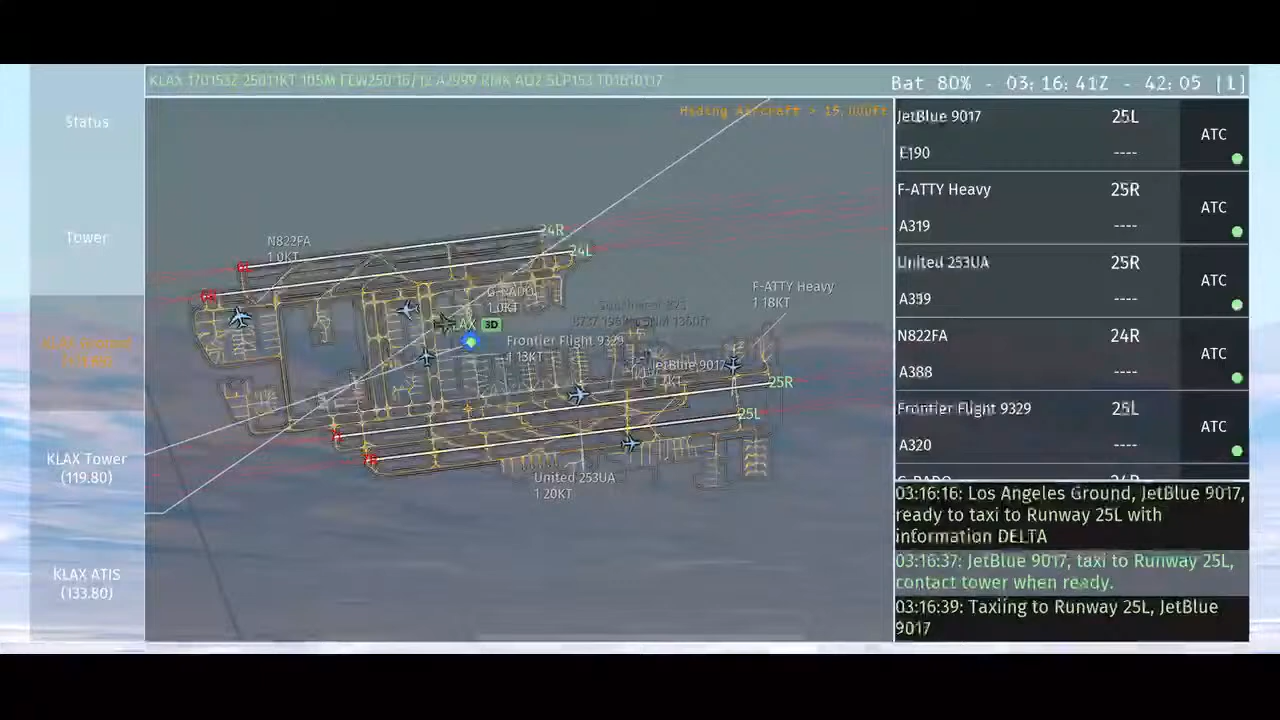 KLAX 170153Z 25011KT 10SM FEW250 16/12 A2999 RMK AO2 SLP153 T01610117
Bat 80% - 03:16:41Z - 42:05 [1]
Hiding Aircraft > 15,000ft
Status
Tower
KLAX Tower
(119.80)
KLAX ATIS
(133.80)
24R
24L
N822FA
1.0KT
F-ATTY Heavy
1 18KT
KLAX
3D
Frontier Flight 9329
1 13KT
JetBlue 9017
25R
25L
United 253UA
1 20KT
JetBlue 9017
25L
E190
----
ATC
F-ATTY Heavy
25R
A319
----
ATC
United 253UA
25R
A319
----
ATC
N822FA
24R
A388
----
ATC
Frontier Flight 9329
25L
A320
----
ATC
03:16:16: Los Angeles Ground, JetBlue 9017,
ready to taxi to Runway 25L with
information DELTA
03:16:37: JetBlue 9017, taxi to Runway 25L,
contact tower when ready.
03:16:39: Taxiing to Runway 25L, JetBlue
9017